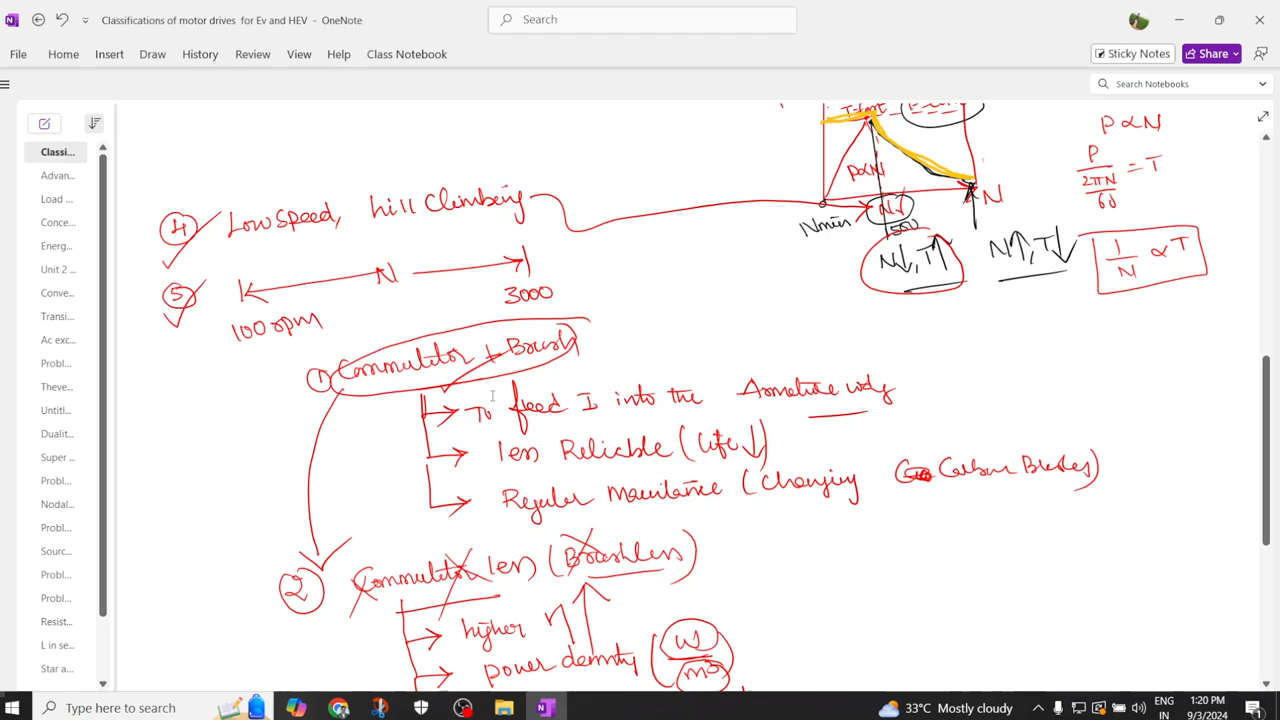 Classifications of motor drives for Ev and HEV - OneNote
Search
File Home Insert Draw History Review View Help Class Notebook
Sticky Notes
Share
Search Notebooks
Classi...
Advan...
Load ...
Conce...
Energ...
Unit 2 ...
Conve...
Transi...
Ac exc...
Probl...
Theve...
Untitl...
Dualit...
Super ...
Probl...
Nodal...
Probl...
Sourc...
Probl...
Probl...
Resist...
L in se...
Star a...
P∝N
N
Nmin
N↓
500
P∝N
P / (2πN/60) = T
N↓, T↑
N↑, T↓
1/N ∝ T
④ Low Speed, hill Climbing
⑤ N
100 rpm
3000
① Commutator + Brush
To feed I into the Armature wdg
less Reliable (Life↓)
Regular Maintance (Changing Carbon Brushes)
② Commutator less (Brushless)
higher η
power density (W/m³)
33°C Mostly cloudy
Type here to search
ENG
IN
1:20 PM
9/3/2024